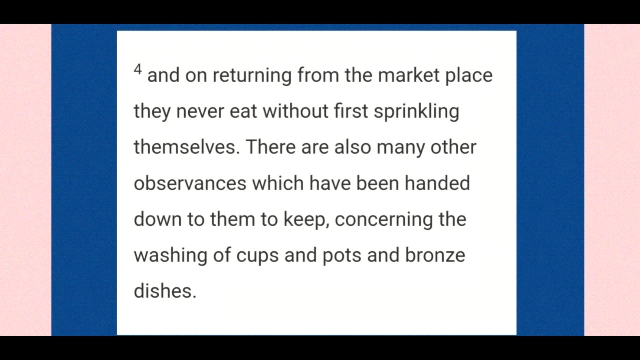 4 and on returning from the market place
they never eat without first sprinkling
themselves. There are also many other
observances which have been handed
down to them to keep, concerning the
washing of cups and pots and bronze
dishes.